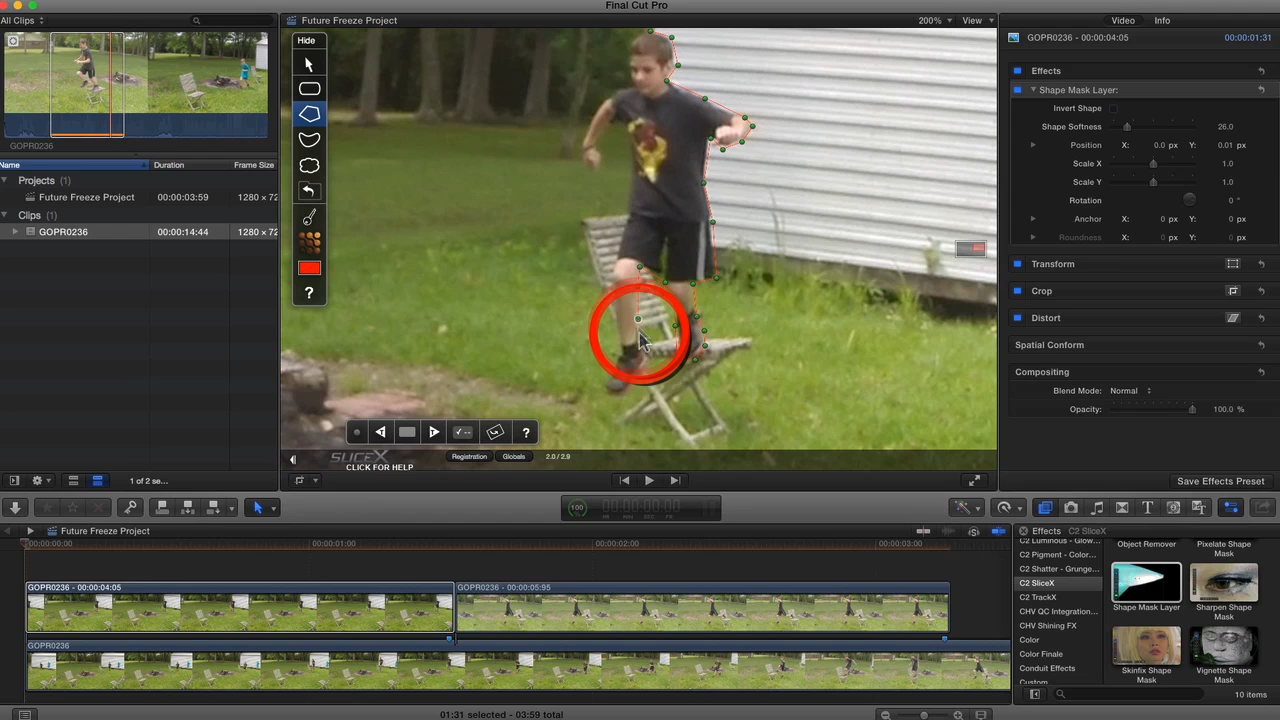 Final Cut Pro
All Clips
Future Freeze Project
200%
View
Video
Info
Hide
GOPR0236 - 00:00:04:05
00:00:01:31
Effects
Shape Mask Layer:
Invert Shape
Shape Softness
26.0
Position
X:
0.0 px
Y:
0.01 px
Scale X
1.0
Scale Y
1.0
Rotation
0 °
Anchor
X:
0 px
Y:
0 px
Roundness
X:
0 px
Y:
0 px
GOPR0236
Name
Duration
Frame Size
Projects (1)
Future Freeze Project
00:00:03:59
1280 × 72
Clips (1)
GOPR0236
00:00:14:44
1280 × 72
?
Transform
Crop
Distort
Spatial Conform
Compositing
Blend Mode:
Normal
Opacity:
100.0 %
?
SLICEX
CLICK FOR HELP
Registration
Globals
2.0 / 2.9
1 of 2 se...
Save Effects Preset
100
00:00:00:00
Future Freeze Project
00:00:00:00
00:00:01:00
00:00:02:00
00:00:03:00
GOPR0236 - 00:00:04:05
GOPR0236 - 00:00:05:95
GOPR0236
Effects
C2 SliceX
C2 Luminous - Glow...
C2 Pigment - Color...
C2 Shatter - Grunge...
C2 SliceX
C2 TrackX
CHV QC Integration...
CHV Shining FX
Color
Color Finale
Conduit Effects
Custom
Object Remover
Pixelate Shape
Mask
Shape Mask Layer
Sharpen Shape
Mask
Skinfix Shape
Mask
Vignette Shape
Mask
10 items
01:31 selected - 03:59 total